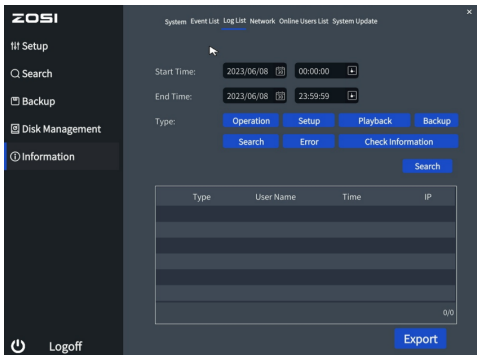 ZOSI
System Event List Log List Network Online Users List System Update
Setup
Search
Backup
Disk Management
Information
Start Time: 2023/06/08 00:00:00
End Time: 2023/06/08 23:59:59
Type: Operation Setup Playback Backup
Search Error Check Information
Search
Type User Name Time IP
0/0
Export
Logoff